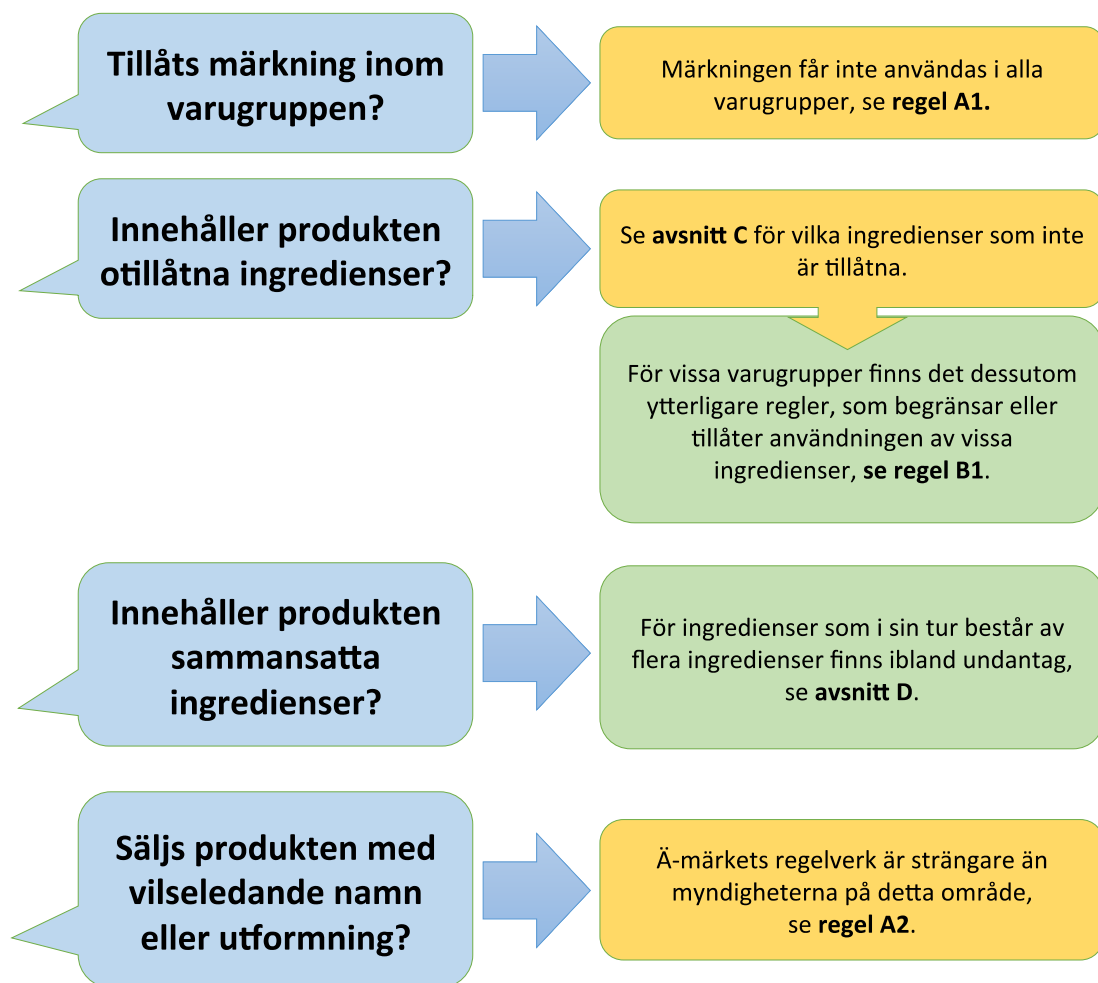 Tillåts märkning inom
varugruppen?
Märkningen får inte användas i alla
varugrupper, se regel A1.
Innehåller produkten
otillåtna ingredienser?
Se avsnitt C för vilka ingredienser som inte
är tillåtna.
För vissa varugrupper finns det dessutom
ytterligare regler, som begränsar eller
tillåter användningen av vissa
ingredienser, se regel B1.
Innehåller produkten
sammansatta
ingredienser?
För ingredienser som i sin tur består av
flera ingredienser finns ibland undantag,
se avsnitt D.
Säljs produkten med
vilseledande namn
eller utformning?
Ä-märkets regelverk är strängare än
myndigheterna på detta område,
se regel A2.